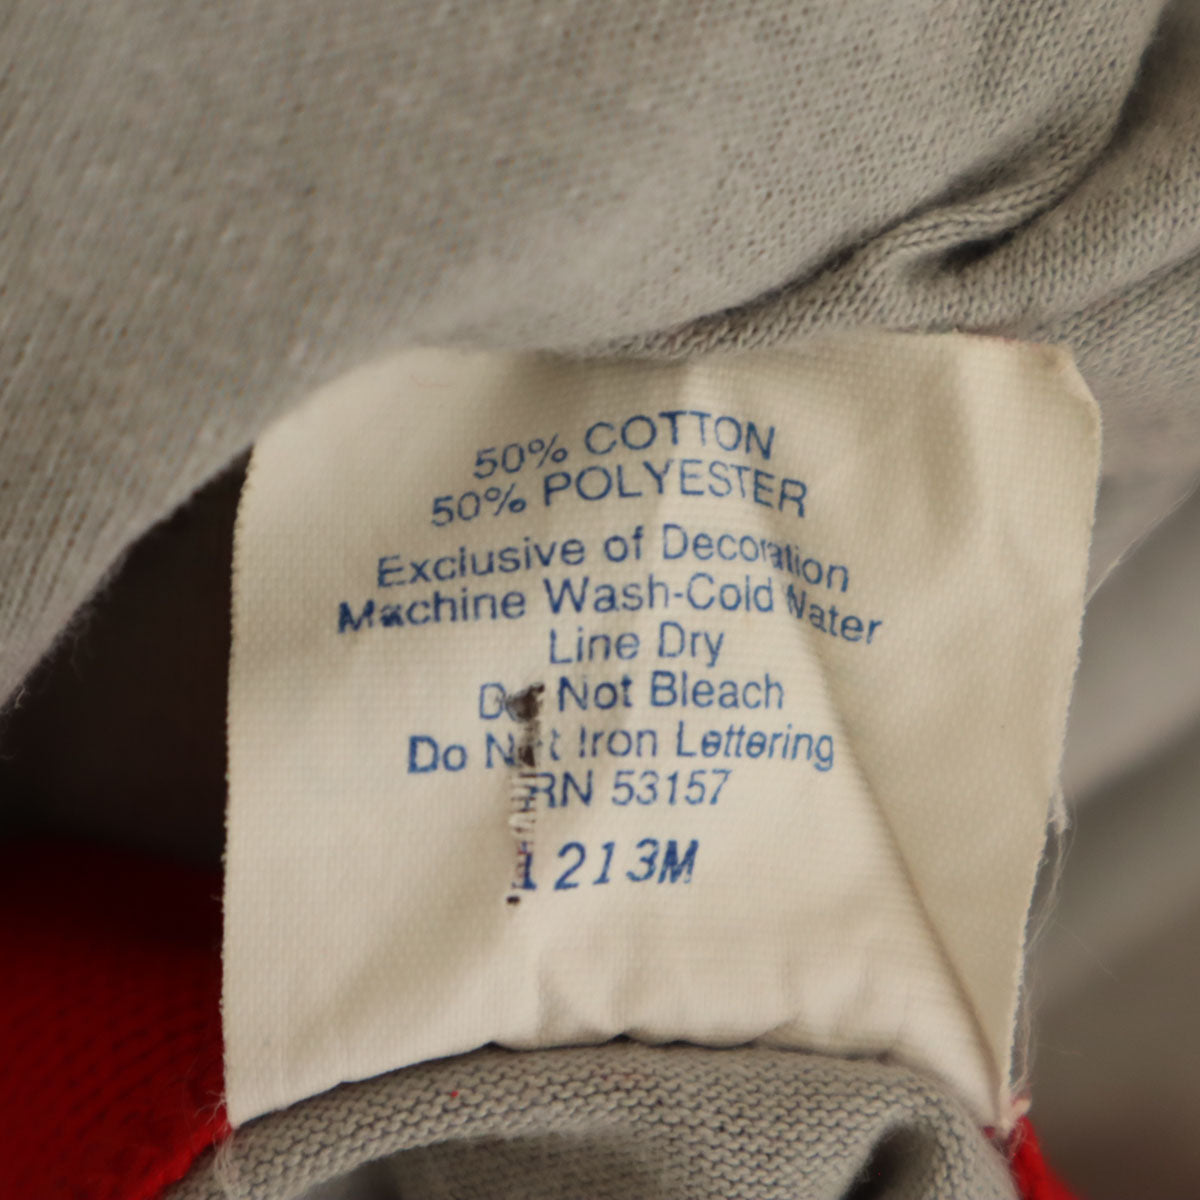 50% COTTON
50% POLYESTER
Exclusive of Decoration
Machine Wash-Cold Water
Line Dry
Do Not Bleach
Do Not Iron Lettering
RN 53157
1213M